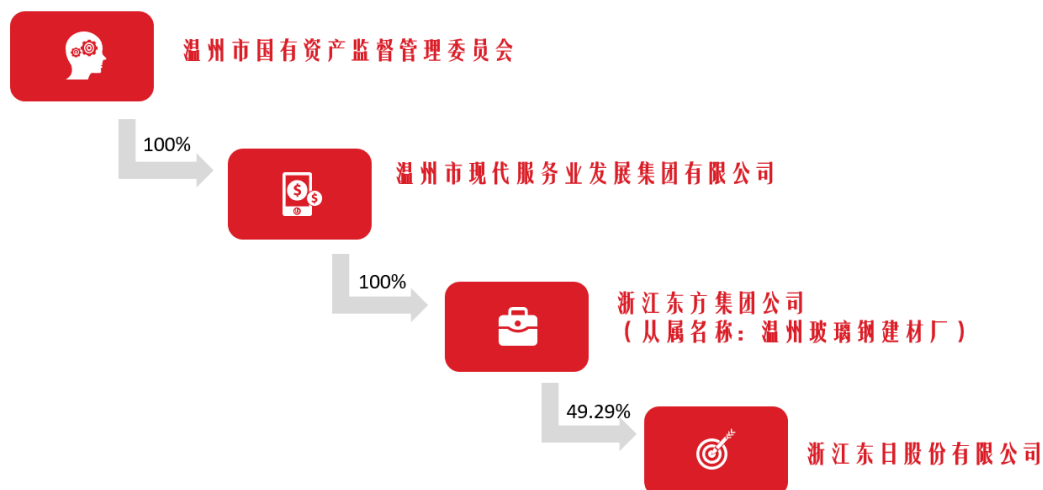 温州市国有资产监督管理委员会
100%
温州市现代服务业发展集团有限公司
100%
浙江东方集团公司
（从属名称：温州玻璃钢建材厂）
49.29%
浙江东日股份有限公司